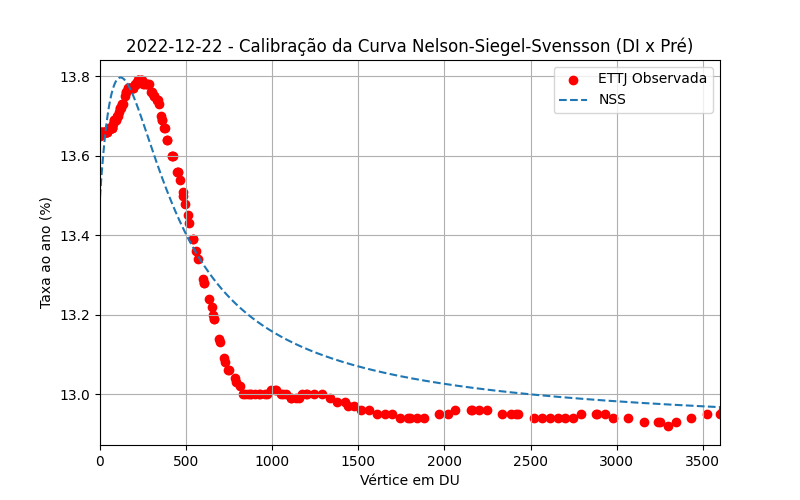 2022-12-22 - Calibração da Curva Nelson-Siegel-Svensson (DI x Pré)
ETTJ Observada
NSS
Taxa ao ano (%)
13.8
13.6
13.4
13.2
13.0
0 500 1000 1500 2000 2500 3000 3500
Vértice em DU